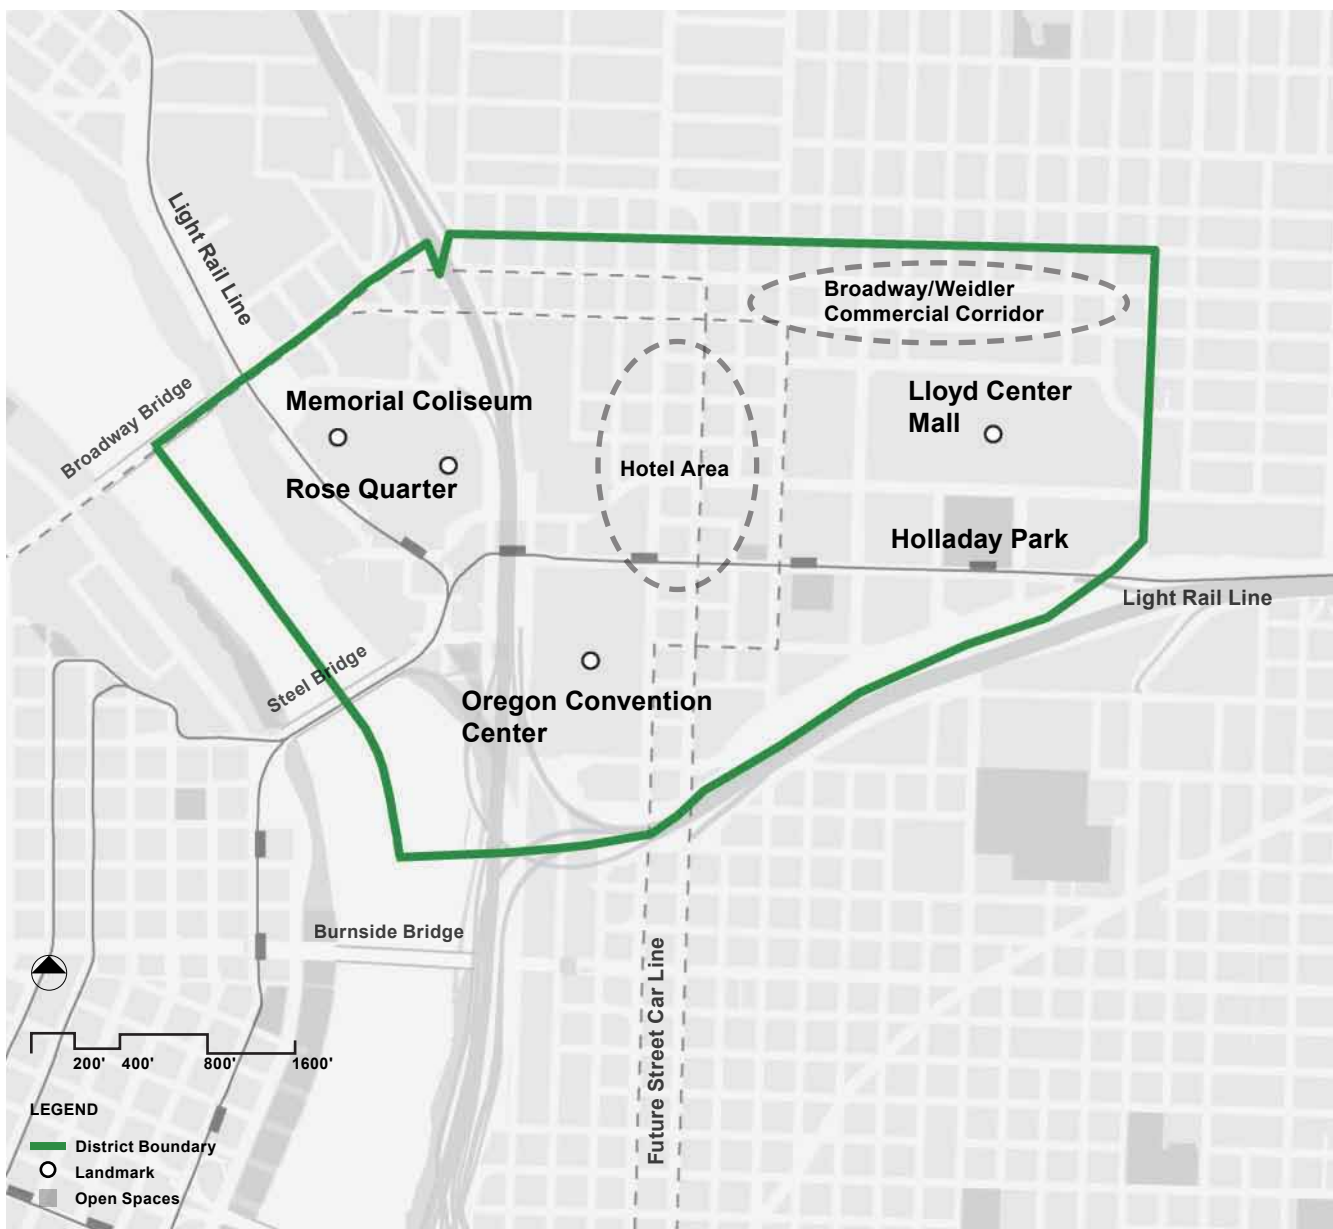 Light Rail Line
Broadway/Weidler
Commercial Corridor
Broadway Bridge
Memorial Coliseum
Lloyd Center
Mall
Hotel Area
Rose Quarter
Holladay Park
Light Rail Line
Steel Bridge
Oregon Convention
Center
Burnside Bridge
Future Street Car Line
200' 400' 800' 1600'
LEGEND
District Boundary
Landmark
Open Spaces